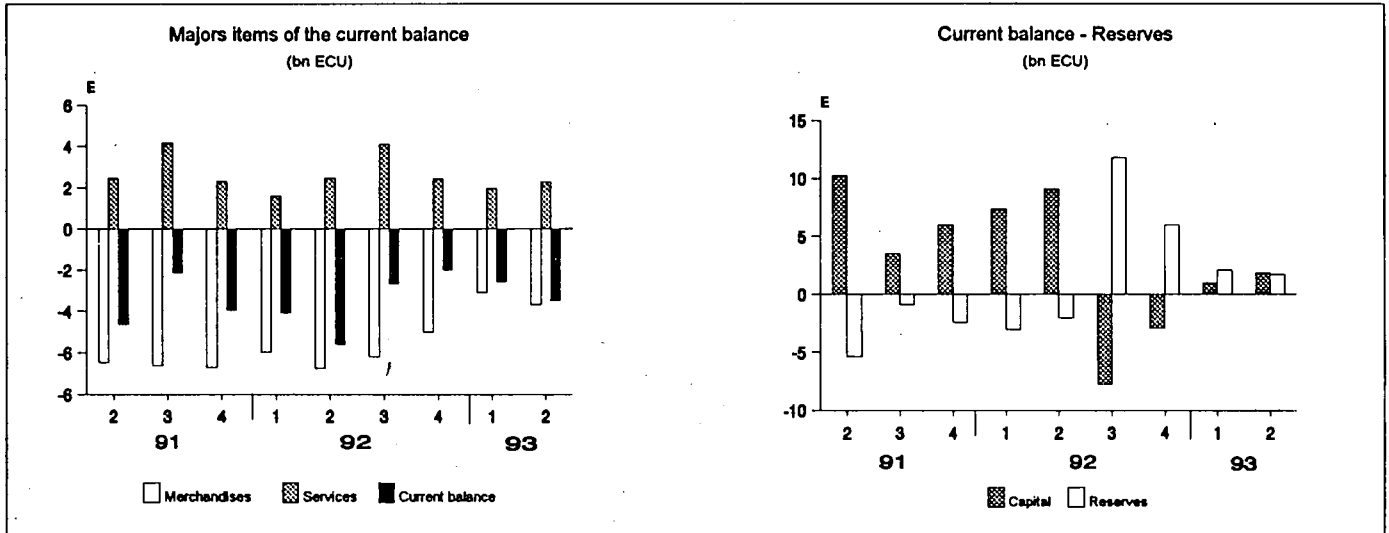 Majors items of the current balance
(bn ECU)
E
6
4
2
0
-2
-4
-6
-6
2 3 4 1 2 3 4 1 2
91 92 93
Merchandises Services Current balance
Current balance - Reserves
(bn ECU)
E
15
10
5
0
-5
-10
2 3 4 1 2 3 4 1 2
91 92 93
Capital Reserves